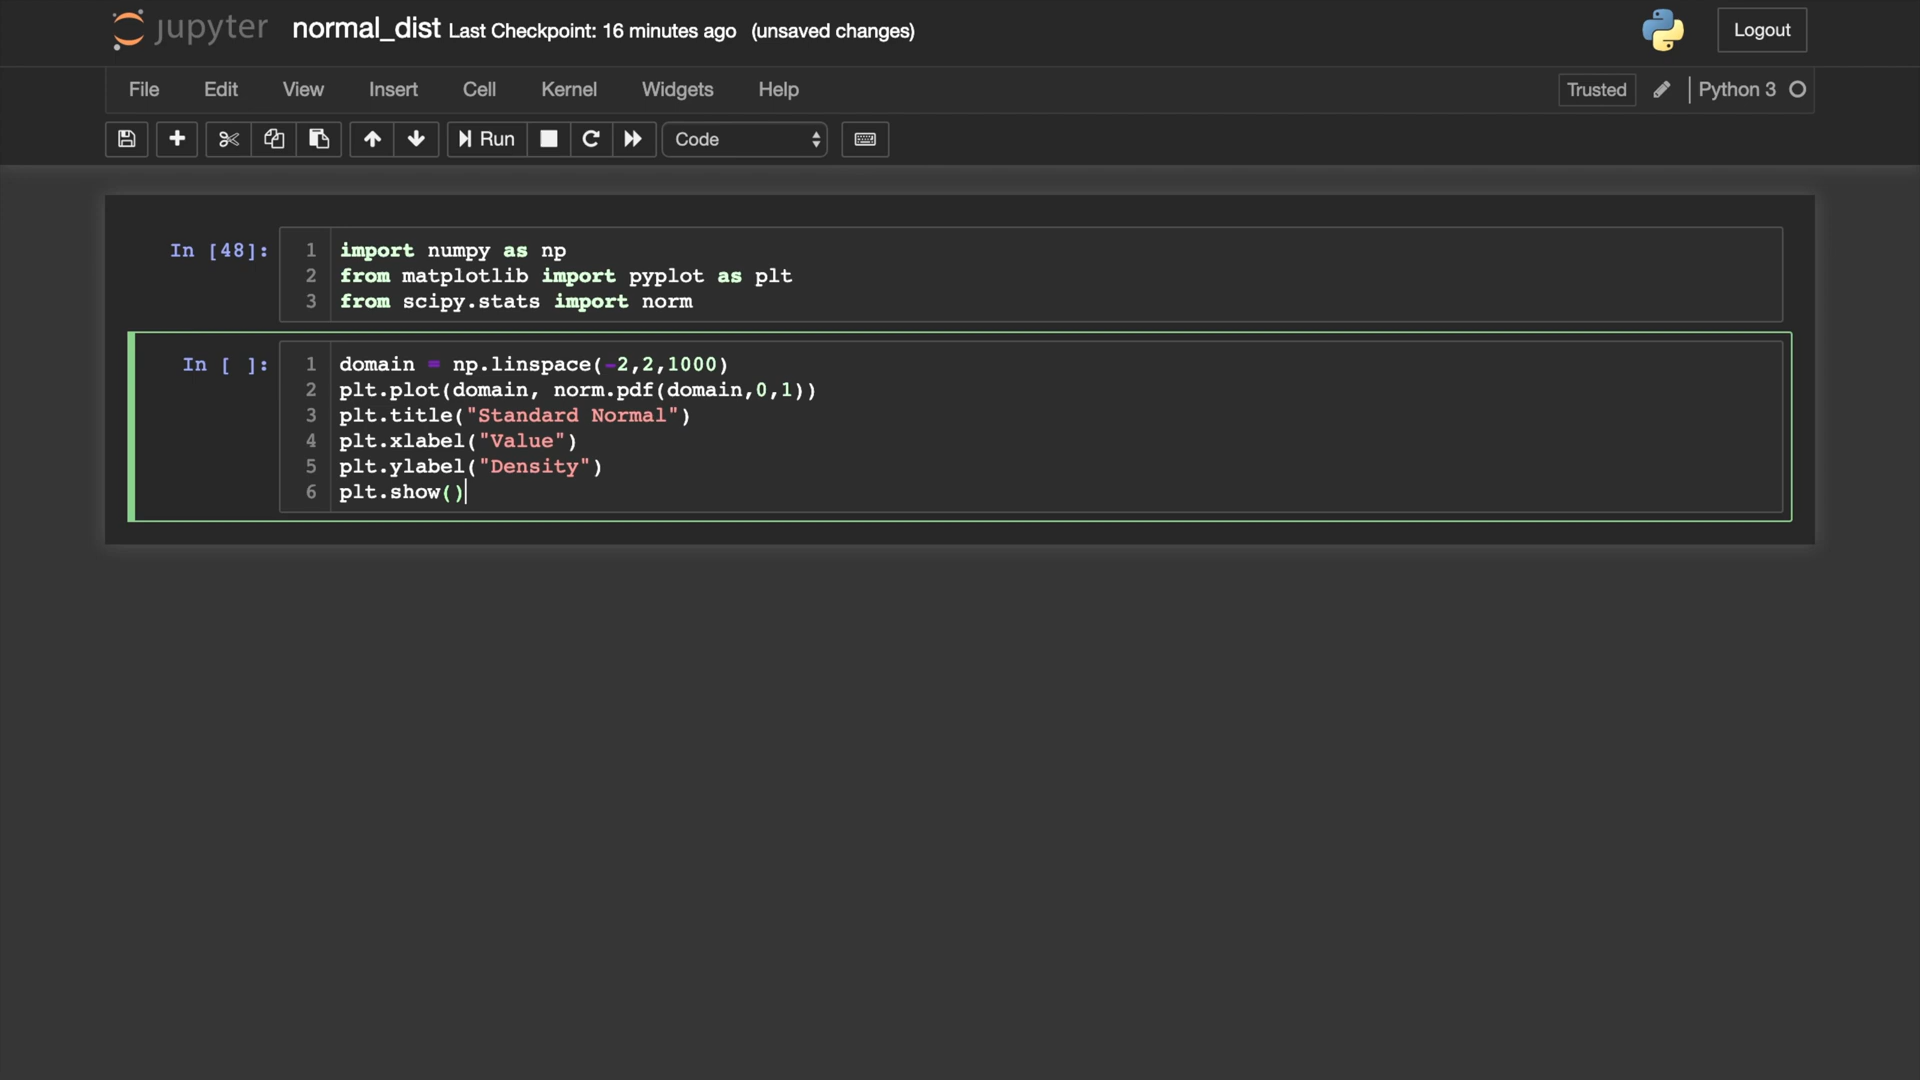 jupyter normal_dist Last Checkpoint: 16 minutes ago (unsaved changes) Logout
File Edit View Insert Cell Kernel Widgets Help Trusted Python 3
Run Code
In [48]:
1 import numpy as np
2 from matplotlib import pyplot as plt
3 from scipy.stats import norm
In [ ]:
1 domain = np.linspace(-2,2,1000)
2 plt.plot(domain, norm.pdf(domain,0,1))
3 plt.title("Standard Normal")
4 plt.xlabel("Value")
5 plt.ylabel("Density")
6 plt.show()